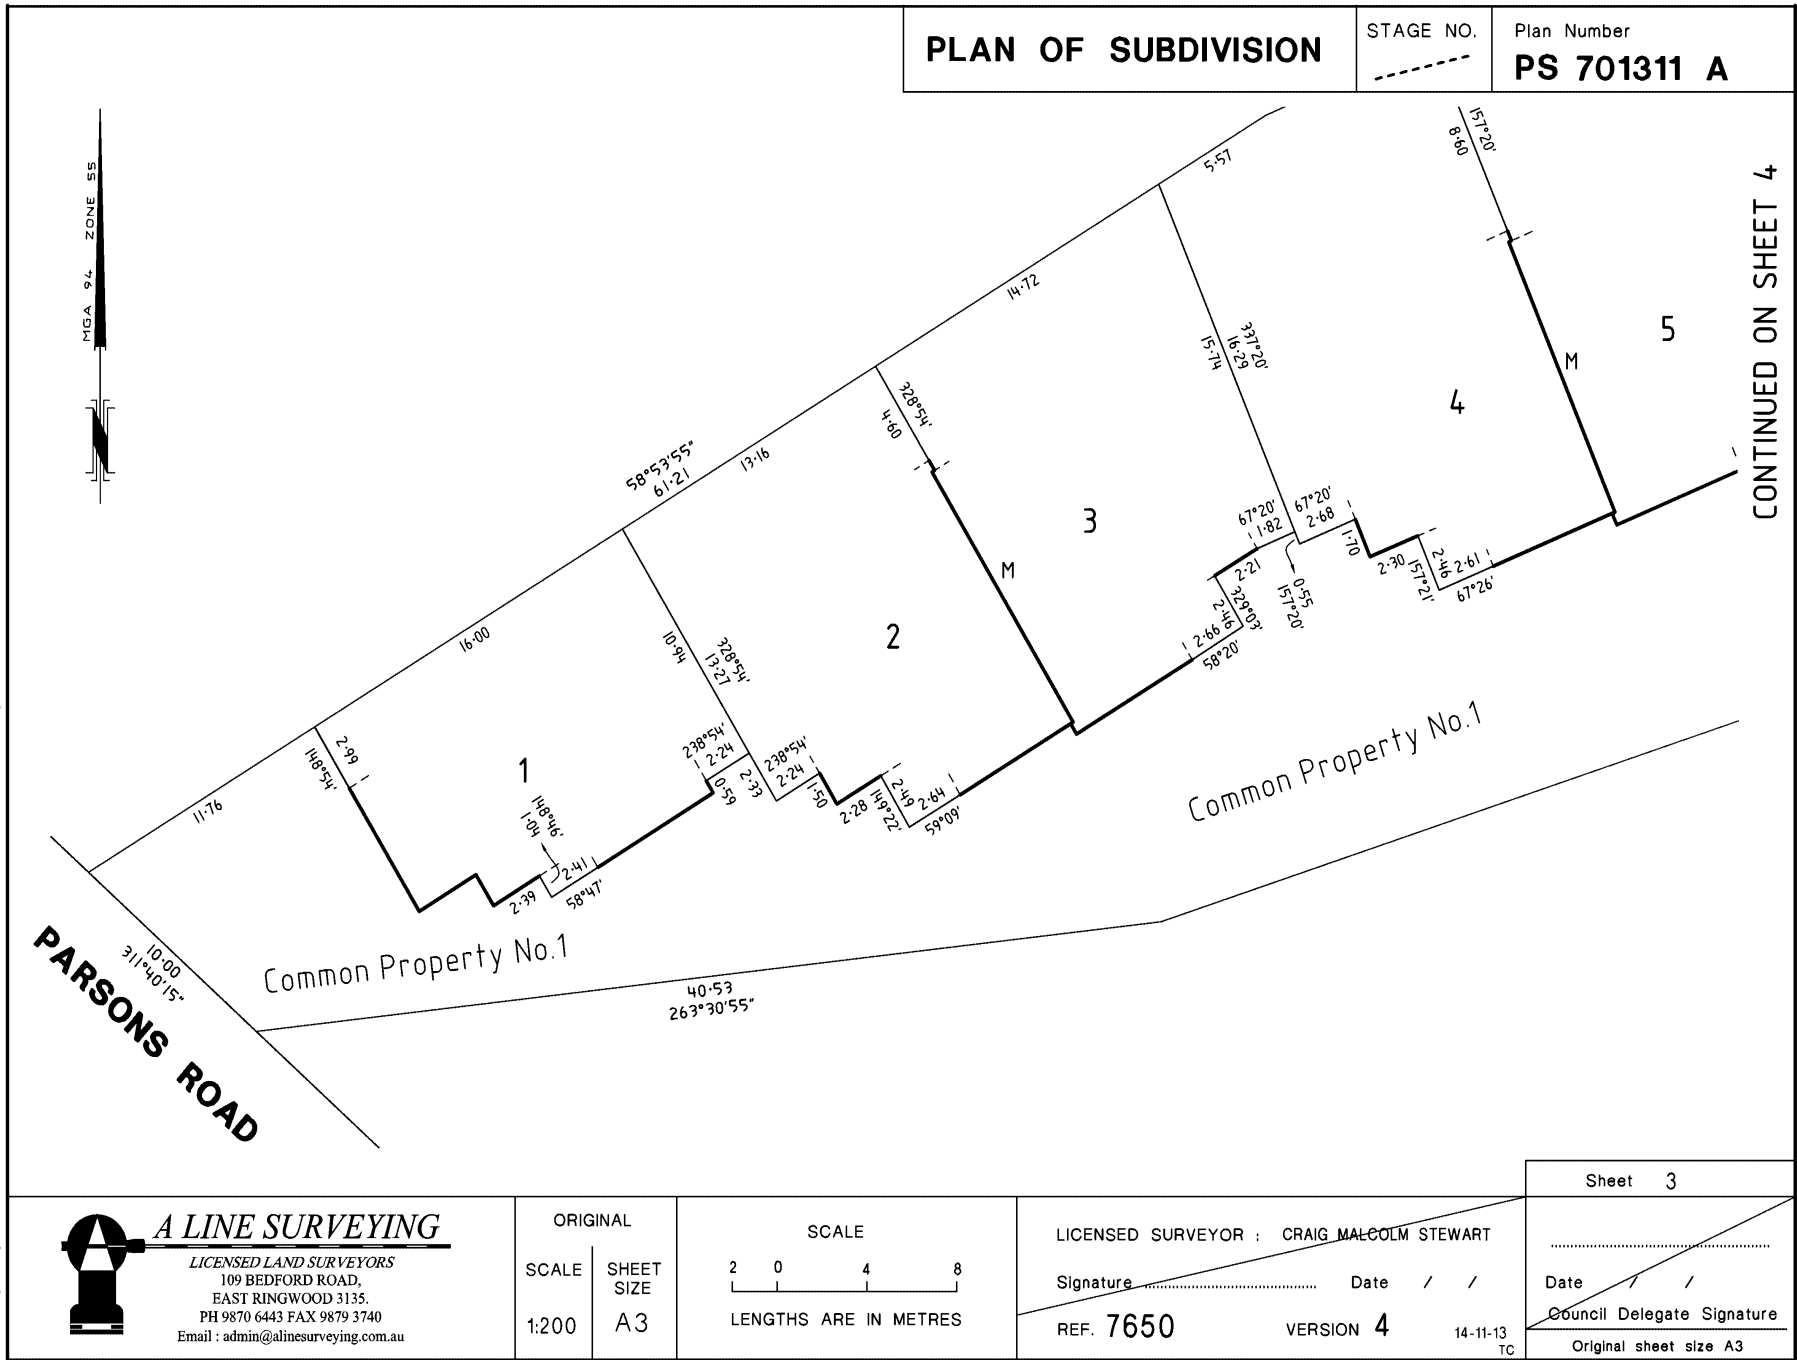 PLAN OF SUBDIVISION
STAGE NO.
Plan Number
PS 701311 A
MGA 94 ZONE 55
CONTINUED ON SHEET 4
5·57
157°20'
8·60
14·72
337°20'
16·29
15·74
M
5
4
328°54'
4·60
58°53'55"
61·21
13·16
3
67°20'
1·82
67°20'
2·68
1·70
2·30
2·46
157°21'
2·61
67°26'
2·21
0·55
157°20'
329°03'
2·46
2·66
58°20'
M
16·00
10·94
328°54'
13·27
2
2·99
148°54'
1
238°54'
2·24
0·59
2·33
238°54'
2·24
1·50
2·28
2·49
149°22'
2·64
59°09'
148°46'
1·04
2·41
58°47'
2·39
11·76
Common Property No.1
Common Property No.1
10·00
311°40'15"
PARSONS ROAD
40·53
263°30'55"
A LINE SURVEYING
LICENSED LAND SURVEYORS
109 BEDFORD ROAD,
EAST RINGWOOD 3135.
PH 9870 6443 FAX 9879 3740
Email : admin@alinesurveying.com.au
ORIGINAL
SCALE
1:200
SHEET
SIZE
A3
SCALE
2 0 4 8
LENGTHS ARE IN METRES
LICENSED SURVEYOR : CRAIG MALCOLM STEWART
Signature Date / /
REF. 7650 VERSION 4
14-11-13
TC
Sheet 3
Date / /
Council Delegate Signature
Original sheet size A3